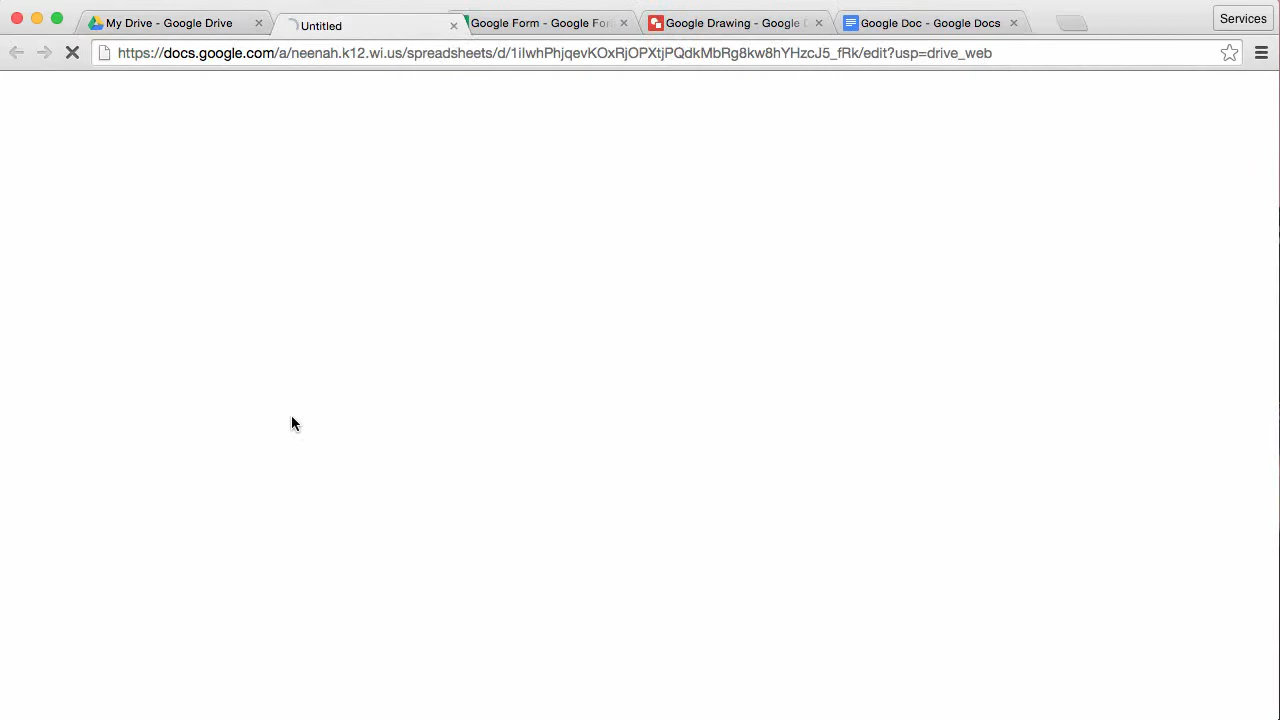 My Drive - Google Drive
Untitled
Google Form - Google For
Google Drawing - Google D
Google Doc - Google Docs
Services
https://docs.google.com/a/neenah.k12.wi.us/spreadsheets/d/1iIwhPhjqevKOxRjOPXtjPQdkMbRg8kw8hYHzcJ5_fRk/edit?usp=drive_web